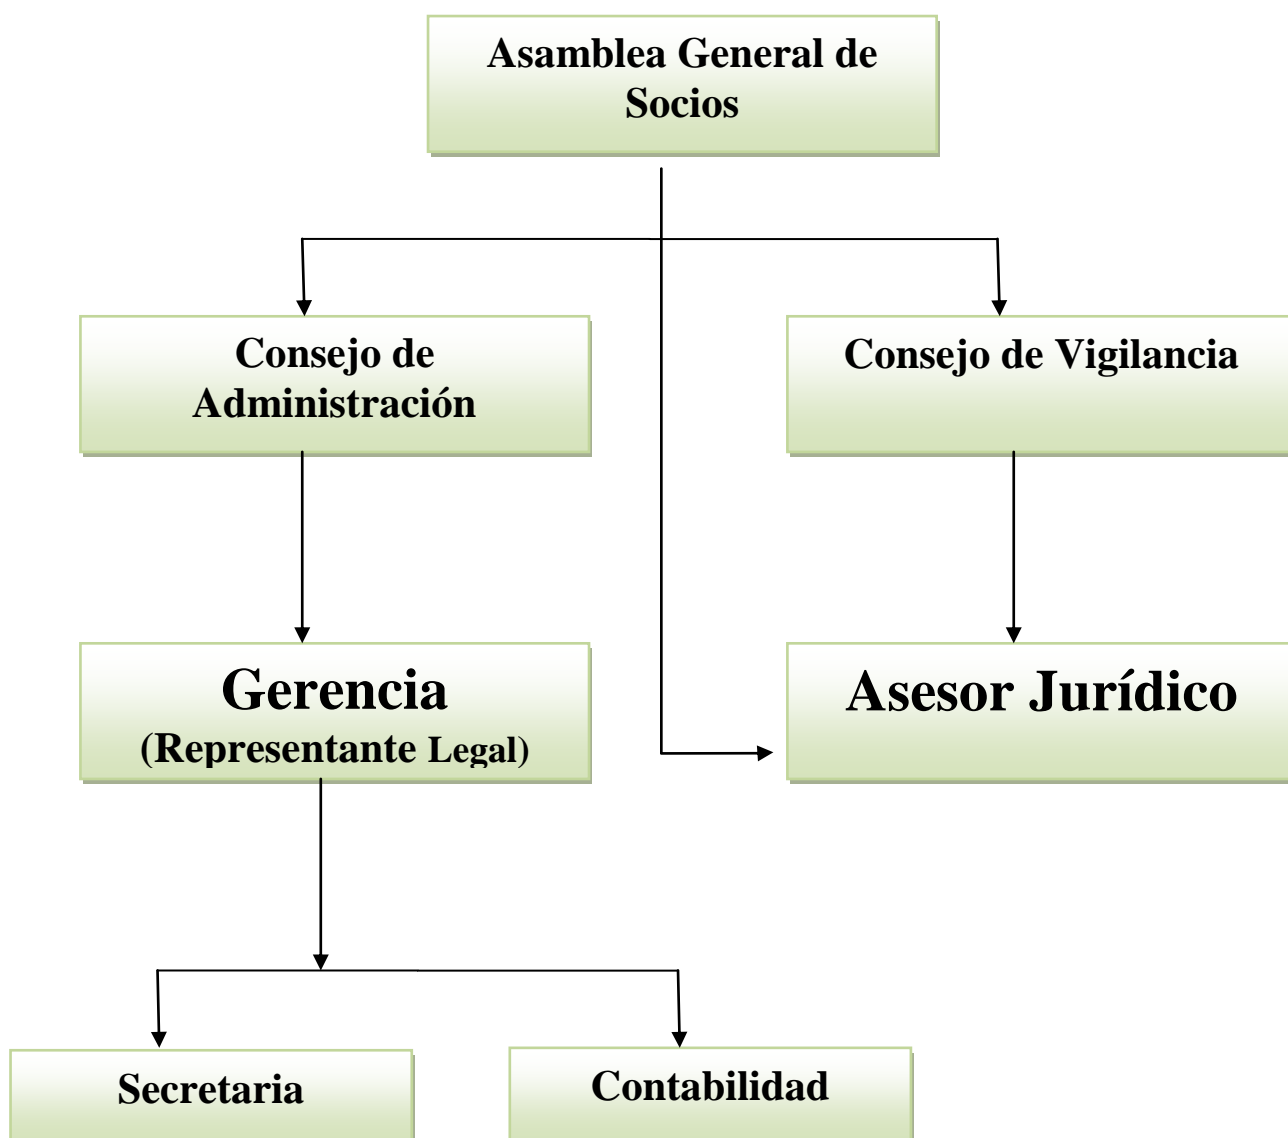 Asamblea General de
Socios
Consejo de
Administración
Consejo de Vigilancia
Gerencia
(Representante Legal)
Asesor Jurídico
Secretaria
Contabilidad